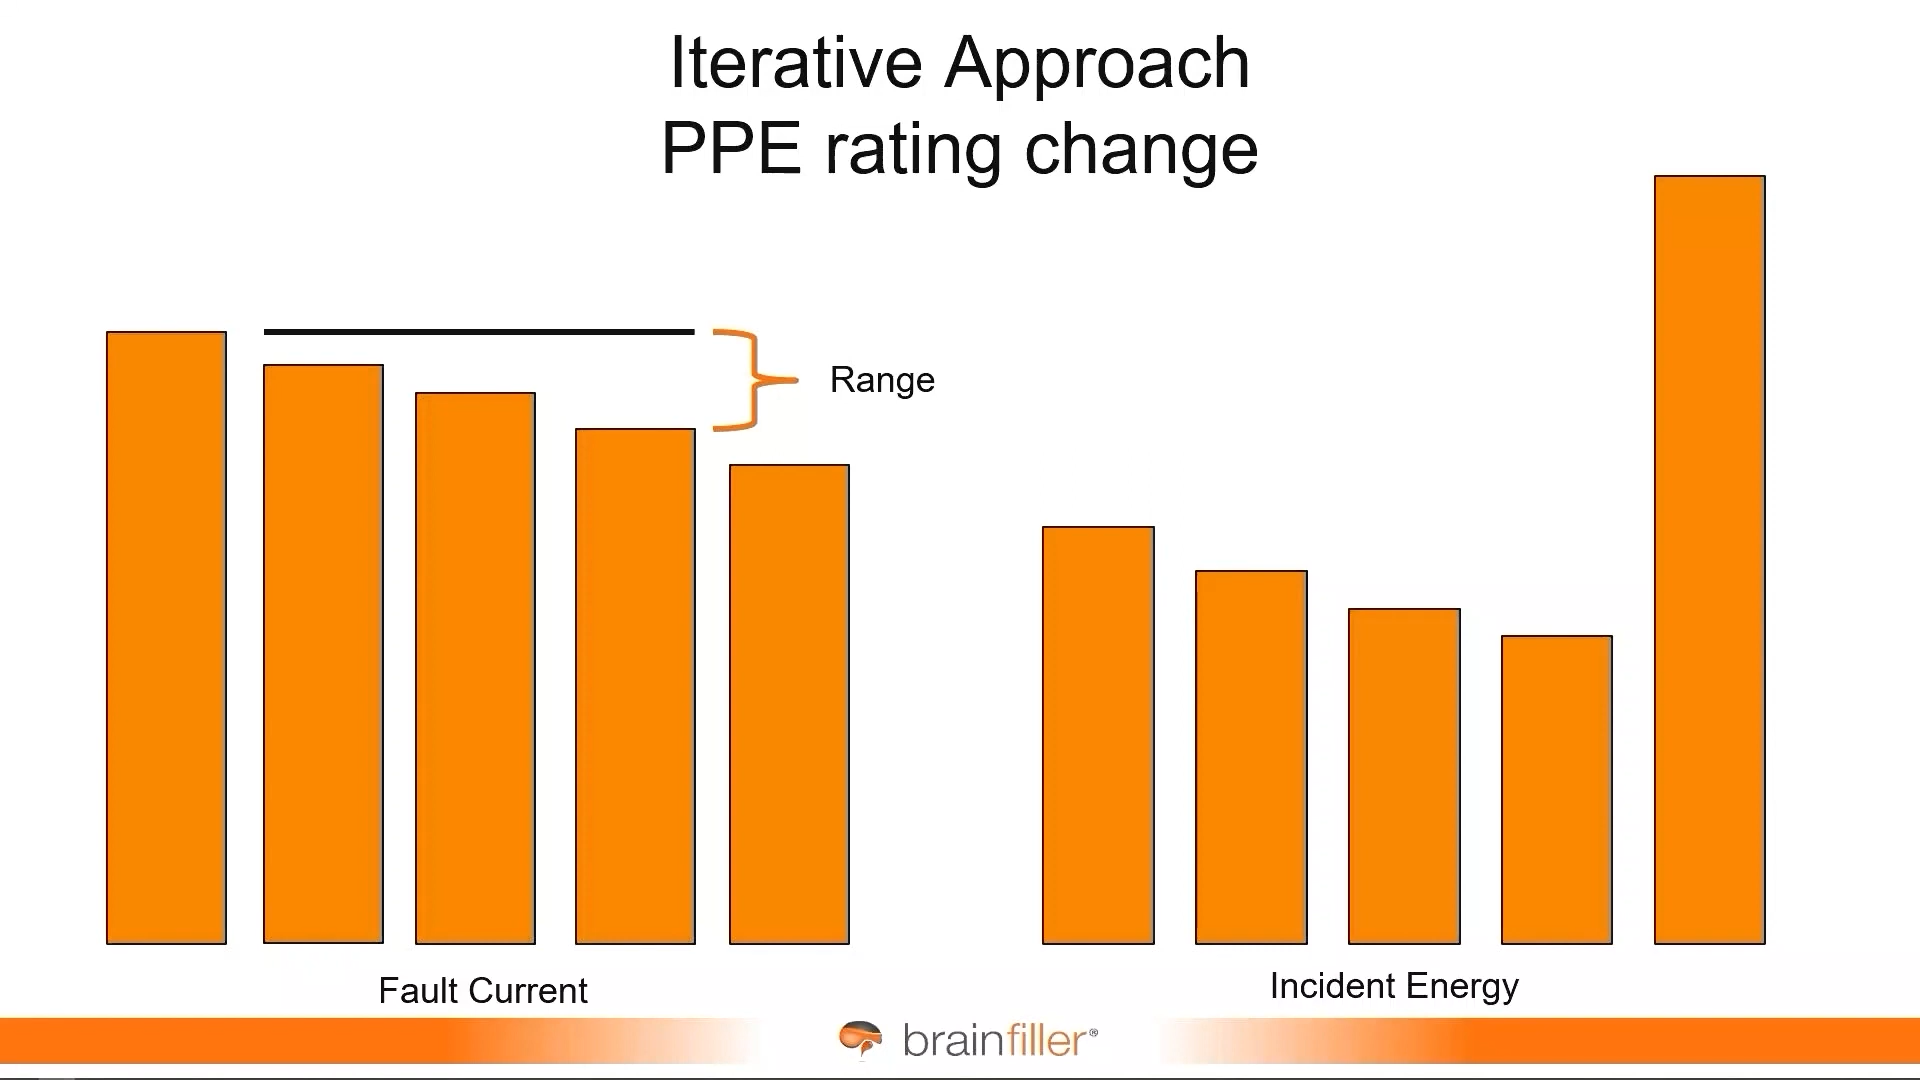 Iterative Approach
PPE rating change
Range
Fault Current
Incident Energy
brainfiller®